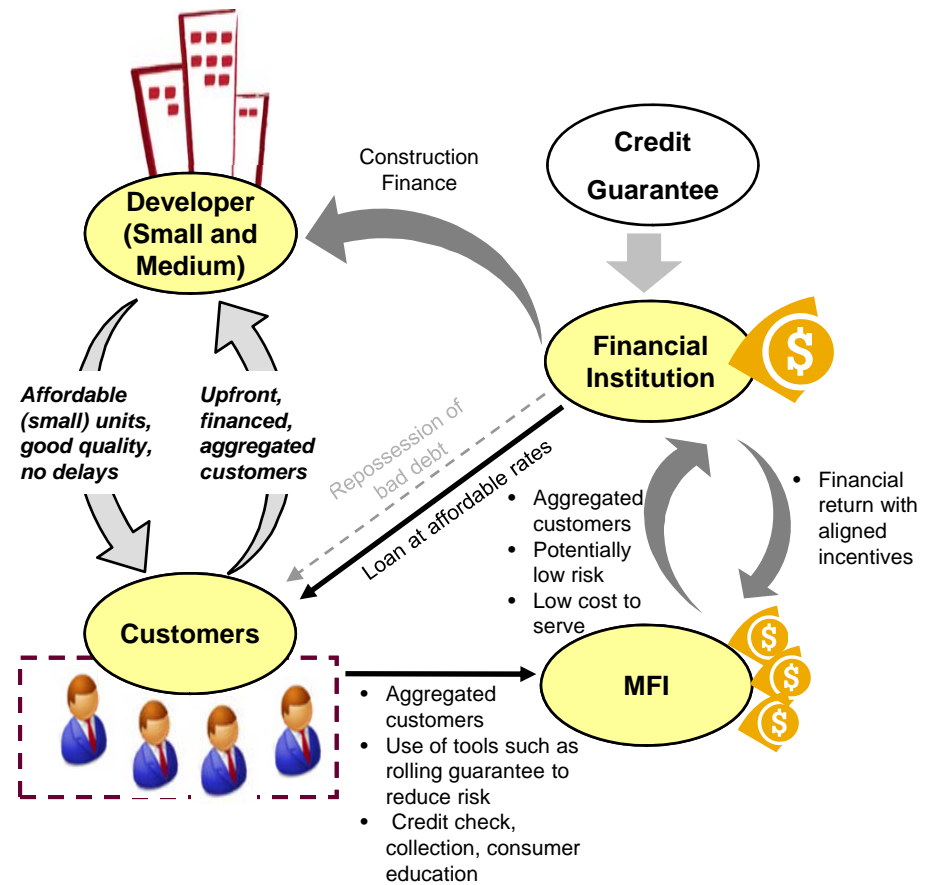 Construction
Finance
Credit
Guarantee
Developer
(Small and
Medium)
Financial
Institution
$
Affordable
(small) units,
good quality,
no delays
Upfront,
financed,
aggregated
customers
Repossession of
bad debt
Loan at affordable rates
• Aggregated
customers
• Potentially
low risk
• Low cost to
serve
• Financial
return with
aligned
incentives
Customers
MFI
$
$
$
• Aggregated
customers
• Use of tools such as
rolling guarantee to
reduce risk
• Credit check,
collection, consumer
education